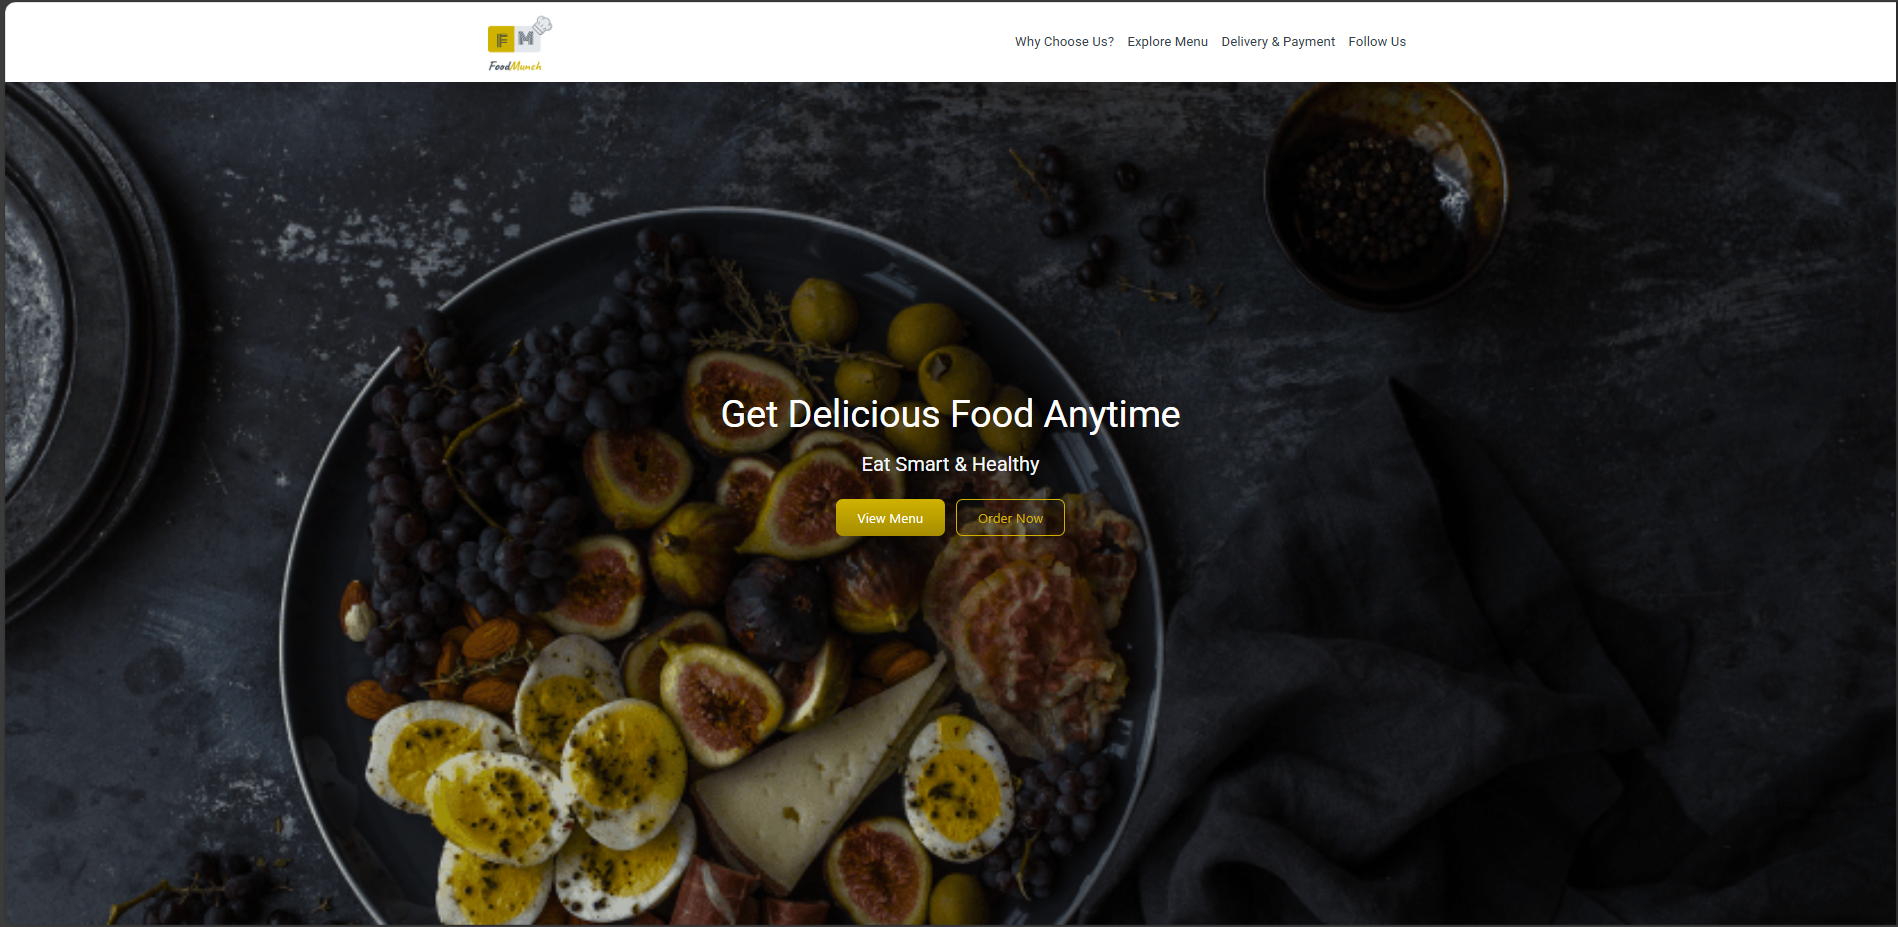 F M
FoodMunch
Why Choose Us? Explore Menu Delivery & Payment Follow Us
Get Delicious Food Anytime
Eat Smart & Healthy
View Menu Order Now